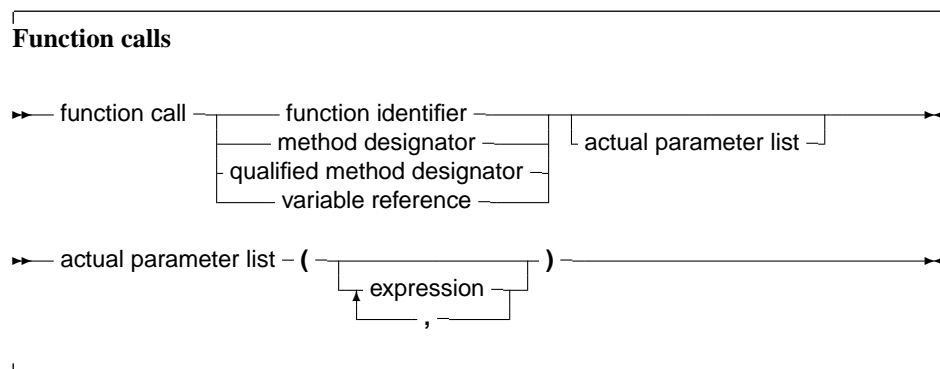 Function calls
function call function identifier
method designator actual parameter list
qualified method designator
variable reference
actual parameter list ( )
expression
,